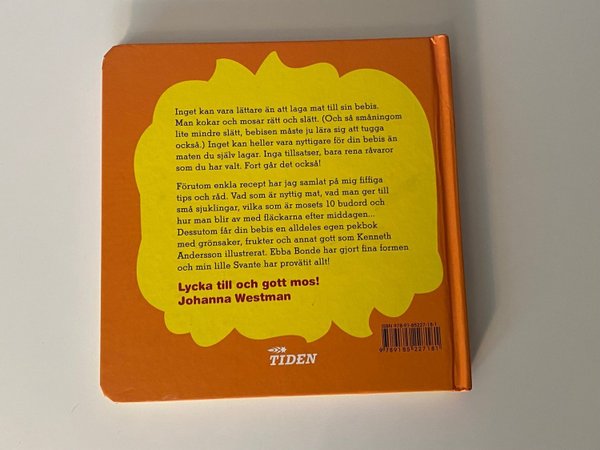 Inget kan vara lättare än att laga mat till sin bebis.
Man kokar och mosar rätt och slätt. (Och så småningom
lite mindre slätt, bebisen måste ju lära sig att tugga
också.) Inget kan heller vara nyttigare för din bebis än
maten du själv lagar. Inga tillsatser, bara rena råvaror
som du har valt. Fort går det också!
Förutom enkla recept har jag samlat på mig fiffiga
tips och råd. Vad som är nyttig mat, vad man ger till
små sjuklingar, vilka som är mosets 10 budord och
hur man blir av med fläckarna efter middagen...
Dessutom får din bebis en alldeles egen pekbok
med grönsaker, frukter och annat gott som Kenneth
Andersson illustrerat. Ebba Bonde har gjort fina formen
och min lille Svante har provätit allt!
Lycka till och gott mos!
Johanna Westman
TIDEN
ISBN 978-91-85227-18-1
9789185227181